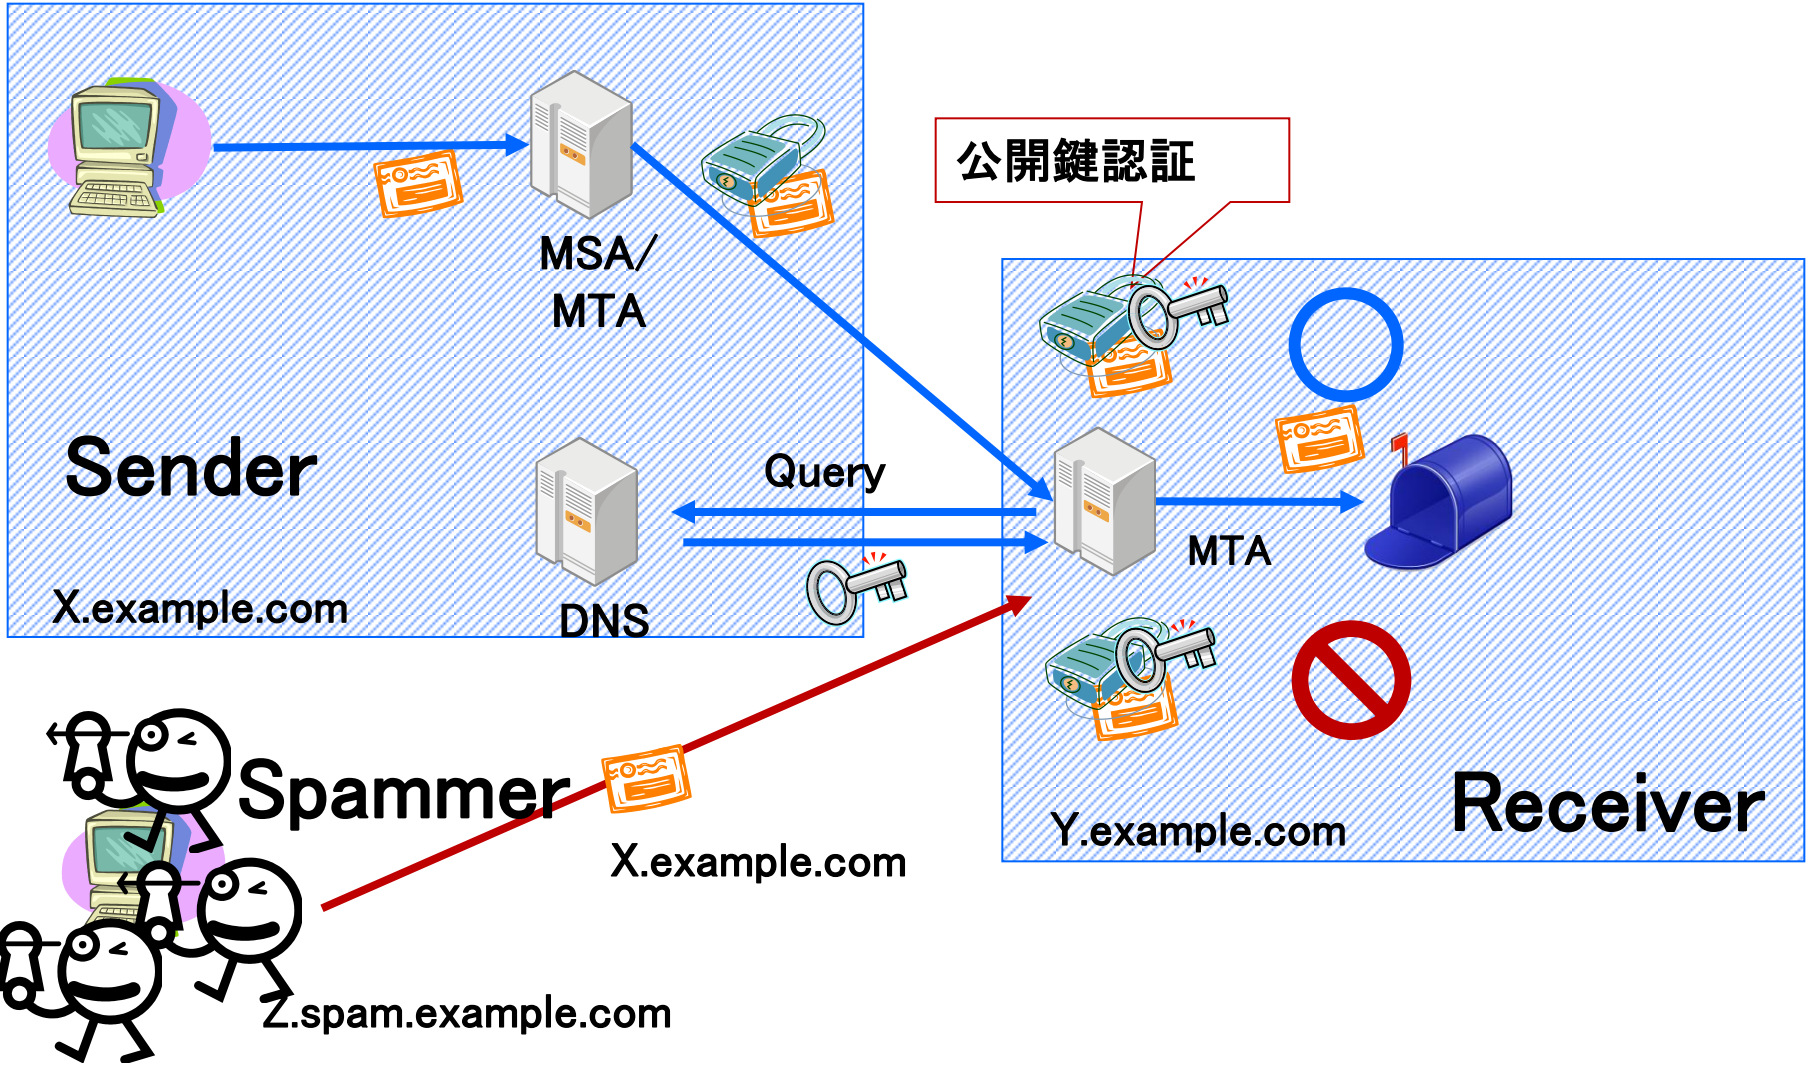 MSA/
MTA
公開鍵認証
Sender
Query
MTA
X.example.com
DNS
Spammer
X.example.com
Y.example.com
Receiver
Z.spam.example.com